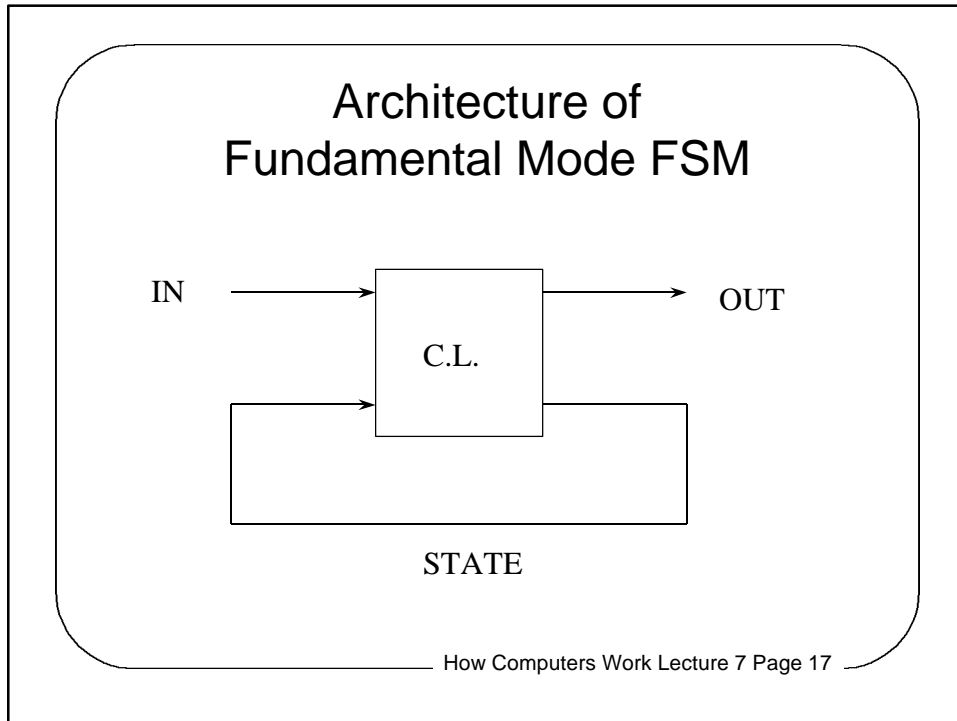 Architecture of
Fundamental Mode FSM
IN
OUT
C.L.
STATE
How Computers Work Lecture 7 Page 17